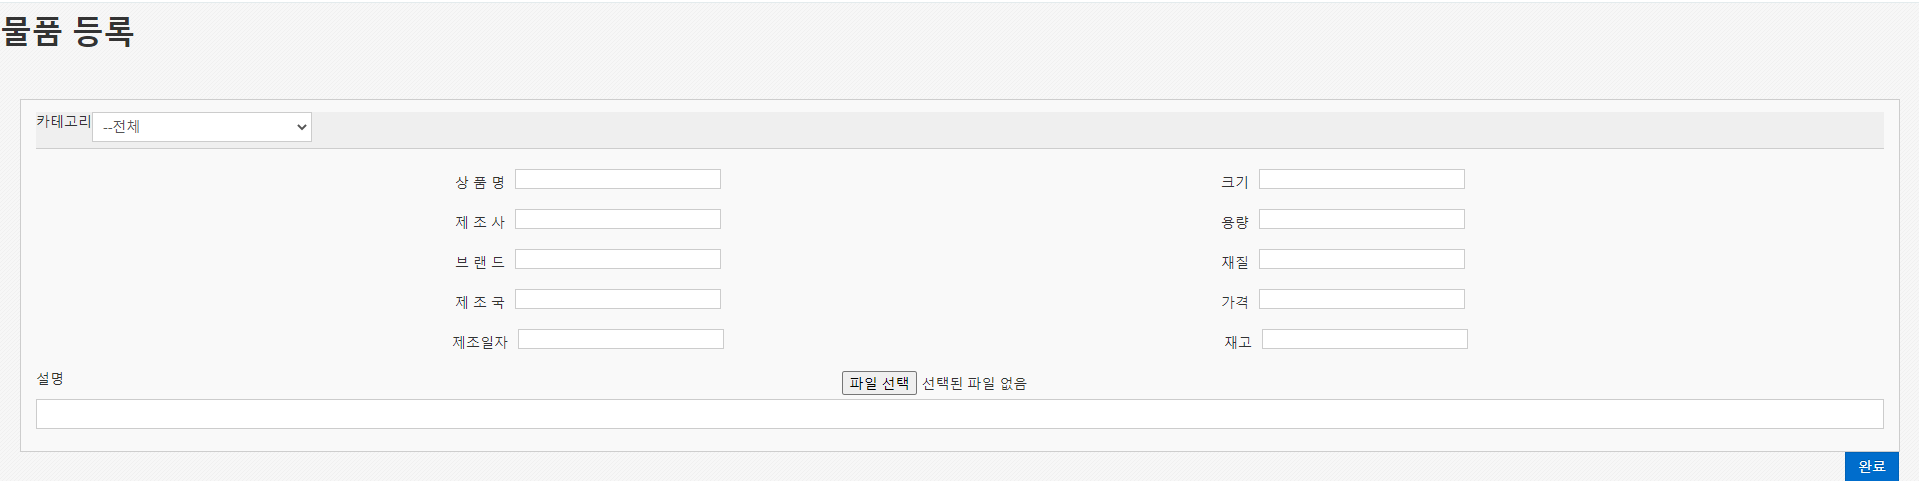 물품 등록
카테고리 --전체
상 품 명 크기
제 조 사 용량
브 랜 드 재질
제 조 국 가격
제조일자 재고
설명 파일 선택 선택된 파일 없음
완료